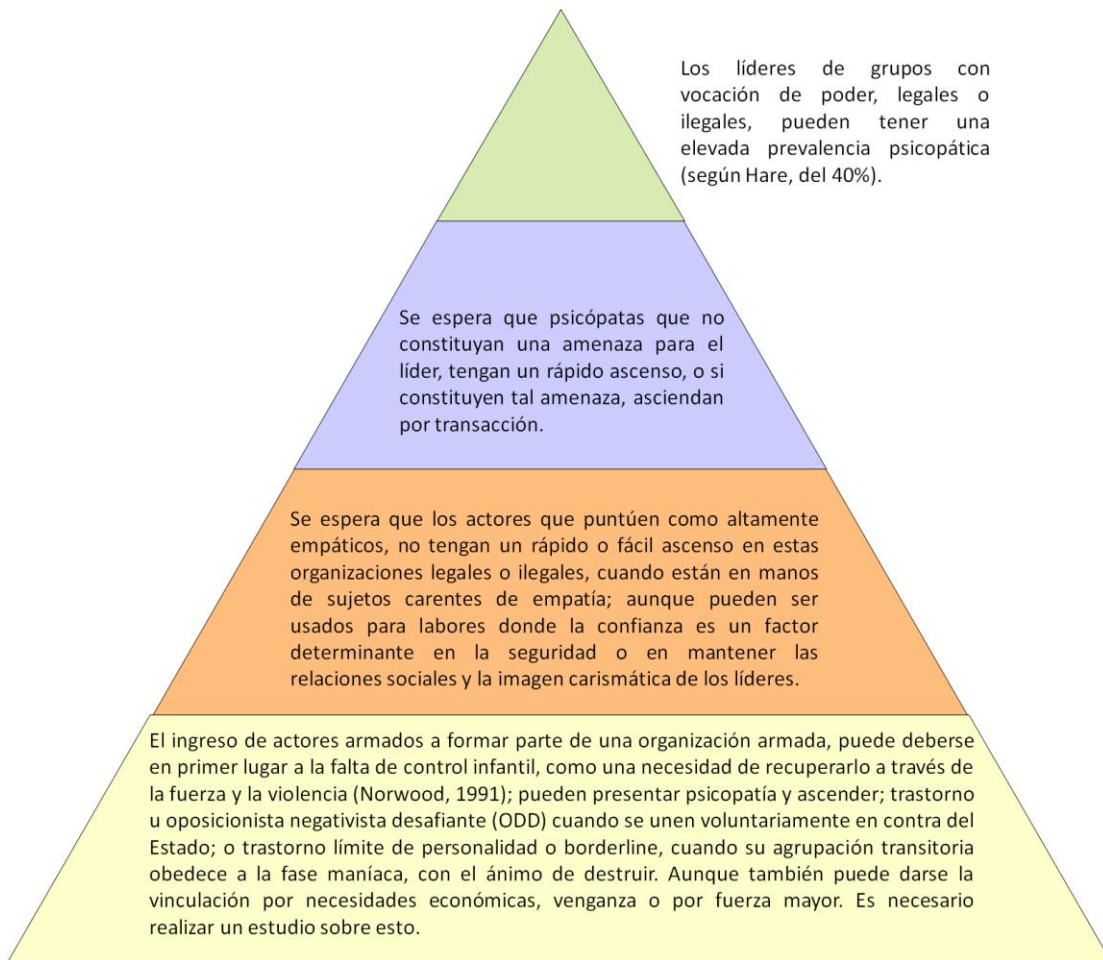 Los líderes de grupos con
vocación de poder, legales o
ilegales, pueden tener una
elevada prevalencia psicopática
(según Hare, del 40%).
Se espera que psicópatas que no
constituyan una amenaza para el
líder, tengan un rápido ascenso, o si
constituyen tal amenaza, asciendan
por transacción.
Se espera que los actores que puntúen como altamente
empáticos, no tengan un rápido o fácil ascenso en estas
organizaciones legales o ilegales, cuando están en manos
de sujetos carentes de empatía; aunque pueden ser
usados para labores donde la confianza es un factor
determinante en la seguridad o en mantener las
relaciones sociales y la imagen carismática de los líderes.
El ingreso de actores armados a formar parte de una organización armada, puede deberse
en primer lugar a la falta de control infantil, como una necesidad de recuperarlo a través de
la fuerza y la violencia (Norwood, 1991); pueden presentar psicopatía y ascender; trastorno
u oposicionista negativista desafiante (ODD) cuando se unen voluntariamente en contra del
Estado; o trastorno límite de personalidad o borderline, cuando su agrupación transitoria
obedece a la fase maníaca, con el ánimo de destruir. Aunque también puede darse la
vinculación por necesidades económicas, venganza o por fuerza mayor. Es necesario
realizar un estudio sobre esto.